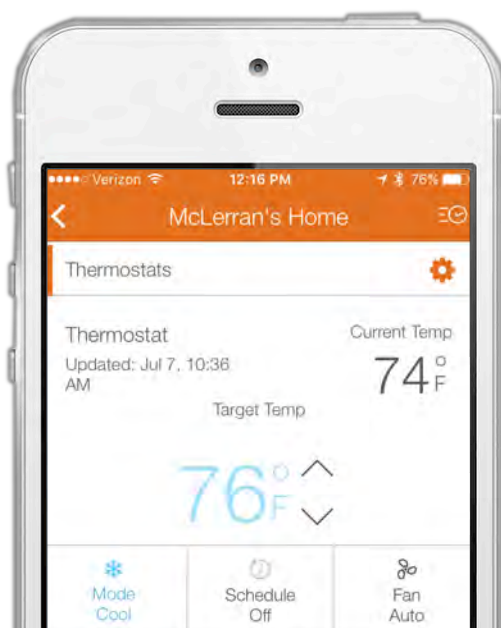 Verizon 12:16 PM 76%
McLerran's Home
Thermostats
Thermostat Current Temp
Updated: Jul 7, 10:36 74°F
AM
Target Temp
76°F
Mode Schedule Fan
Cool Off Auto